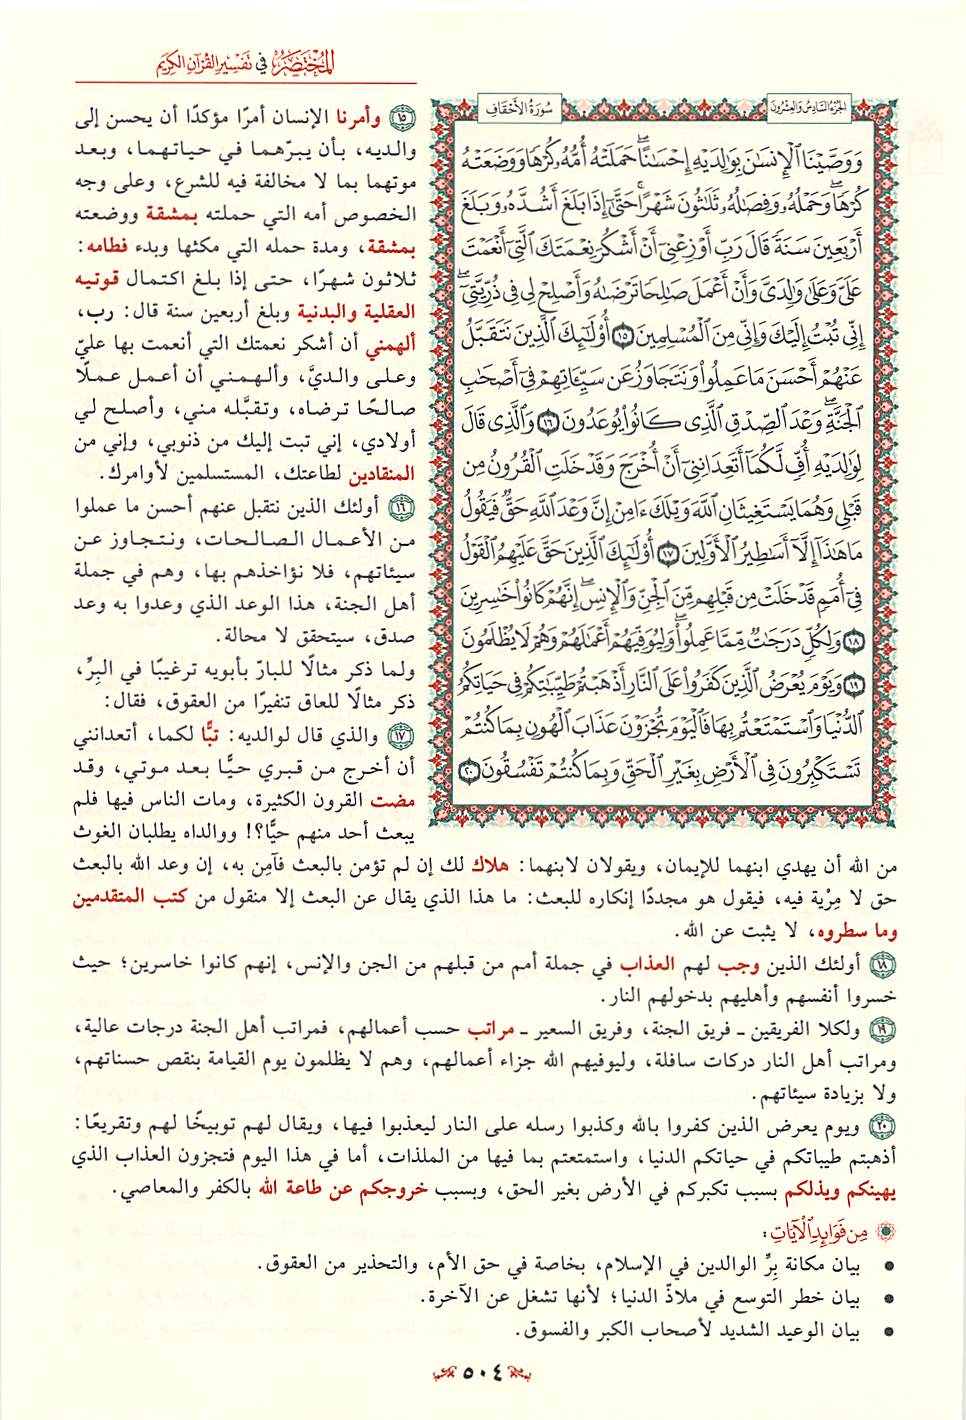 المختصر في تفسير القرآن الكريم
الجزء السادس والعشرون
سورة الأحقاف
وَوَصَّيْنَا ٱلْإِنسَٰنَ بِوَٰلِدَيْهِ إِحْسَٰنًاۖ حَمَلَتْهُ أُمُّهُۥ كُرْهًا وَوَضَعَتْهُ
كُرْهًاۖ وَحَمْلُهُۥ وَفِصَٰلُهُۥ ثَلَٰثُونَ شَهْرًاۚ حَتَّىٰٓ إِذَا بَلَغَ أَشُدَّهُۥ وَبَلَغَ
أَرْبَعِينَ سَنَةً قَالَ رَبِّ أَوْزِعْنِىٓ أَنْ أَشْكُرَ نِعْمَتَكَ ٱلَّتِىٓ أَنْعَمْتَ
عَلَىَّ وَعَلَىٰ وَٰلِدَىَّ وَأَنْ أَعْمَلَ صَٰلِحًا تَرْضَىٰهُ وَأَصْلِحْ لِى فِى ذُرِّيَّتِىٓۖ
إِنِّى تُبْتُ إِلَيْكَ وَإِنِّى مِنَ ٱلْمُسْلِمِينَ ١٥ أُو۟لَٰٓئِكَ ٱلَّذِينَ نَتَقَبَّلُ
عَنْهُمْ أَحْسَنَ مَا عَمِلُوا۟ وَنَتَجَاوَزُ عَن سَيِّـَٔاتِهِمْ فِىٓ أَصْحَٰبِ
ٱلْجَنَّةِۖ وَعْدَ ٱلصِّدْقِ ٱلَّذِى كَانُوا۟ يُوعَدُونَ ١٦ وَٱلَّذِى قَالَ
لِوَٰلِدَيْهِ أُفٍّ لَّكُمَآ أَتَعِدَانِنِىٓ أَنْ أُخْرَجَ وَقَدْ خَلَتِ ٱلْقُرُونُ مِن
قَبْلِى وَهُمَا يَسْتَغِيثَانِ ٱللَّهَ وَيْلَكَ ءَامِنْ إِنَّ وَعْدَ ٱللَّهِ حَقٌّ فَيَقُولُ
مَا هَٰذَآ إِلَّآ أَسَٰطِيرُ ٱلْأَوَّلِينَ ١٧ أُو۟لَٰٓئِكَ ٱلَّذِينَ حَقَّ عَلَيْهِمُ ٱلْقَوْلُ
فِىٓ أُمَمٍ قَدْ خَلَتْ مِن قَبْلِهِم مِّنَ ٱلْجِنِّ وَٱلْإِنسِۖ إِنَّهُمْ كَانُوا۟ خَٰسِرِينَ
١٨ وَلِكُلٍّ دَرَجَٰتٌ مِّمَّا عَمِلُوا۟ۖ وَلِيُوَفِّيَهُمْ أَعْمَٰلَهُمْ وَهُمْ لَا يُظْلَمُونَ
١٩ وَيَوْمَ يُعْرَضُ ٱلَّذِينَ كَفَرُوا۟ عَلَى ٱلنَّارِ أَذْهَبْتُمْ طَيِّبَٰتِكُمْ فِى حَيَاتِكُمُ
ٱلدُّنْيَا وَٱسْتَمْتَعْتُم بِهَا فَٱلْيَوْمَ تُجْزَوْنَ عَذَابَ ٱلْهُونِ بِمَا كُنتُمْ
تَسْتَكْبِرُونَ فِى ٱلْأَرْضِ بِغَيْرِ ٱلْحَقِّ وَبِمَا كُنتُمْ تَفْسُقُونَ ٢٠
١٥ وأمرنا الإنسان أمرًا مؤكدًا أن يحسن إلى
والديه، بأن يبرّهما في حياتهما، وبعد
موتهما بما لا مخالفة فيه للشرع، وعلى وجه
الخصوص أمه التي حملته بمشقة ووضعته
بمشقة، ومدة حمله التي مكثها وبدء فطامه:
ثلاثون شهرًا، حتى إذا بلغ اكتمال قوتيه
العقلية والبدنية وبلغ أربعين سنة قال: رب،
ألهمني أن أشكر نعمتك التي أنعمت بها عليّ
وعلى والديَّ، وألهمني أن أعمل عملًا
صالحًا ترضاه، وتقبَّله مني، وأصلح لي
أولادي، إني تبت إليك من ذنوبي، وإني من
المنقادين لطاعتك، المستسلمين لأوامرك.
١٦ أولئك الذين نتقبل عنهم أحسن ما عملوا
من الأعمال الصالحات، ونتجاوز عن
سيئاتهم، فلا نؤاخذهم بها، وهم في جملة
أهل الجنة، هذا الوعد الذي وعدوا به وعد
صدق، سيتحقق لا محالة.
ولما ذكر مثالًا للبارّ بأبويه ترغيبًا في البِرِّ،
ذكر مثالًا للعاق تنفيرًا من العقوق، فقال:
١٧ والذي قال لوالديه: تبًّا لكما، أتعدانني
أن أخرج من قبري حيًّا بعد موتي، وقد
مضت القرون الكثيرة، ومات الناس فيها فلم
يبعث أحد منهم حيًّا؟! ووالداه يطلبان الغوث
من الله أن يهدي ابنهما للإيمان، ويقولان لابنهما: هلاك لك إن لم تؤمن بالبعث فآمِن به، إن وعد الله بالبعث
حق لا مِرْية فيه، فيقول هو مجددًا إنكاره للبعث: ما هذا الذي يقال عن البعث إلا منقول من كتب المتقدمين
وما سطروه، لا يثبت عن الله.
١٨ أولئك الذين وجب لهم العذاب في جملة أمم من قبلهم من الجن والإنس، إنهم كانوا خاسرين؛ حيث
خسروا أنفسهم وأهليهم بدخولهم النار.
١٩ ولكلا الفريقين ـ فريق الجنة، وفريق السعير ـ مراتب حسب أعمالهم، فمراتب أهل الجنة درجات عالية،
ومراتب أهل النار دركات سافلة، وليوفيهم الله جزاء أعمالهم، وهم لا يظلمون يوم القيامة بنقص حسناتهم،
ولا بزيادة سيئاتهم.
٢٠ ويوم يعرض الذين كفروا بالله وكذبوا رسله على النار ليعذبوا فيها، ويقال لهم توبيخًا لهم وتقريعًا:
أذهبتم طيباتكم في حياتكم الدنيا، واستمتعتم بما فيها من الملذات، أما في هذا اليوم فتجزون العذاب الذي
يهينكم ويذلكم بسبب تكبركم في الأرض بغير الحق، وبسبب خروجكم عن طاعة الله بالكفر والمعاصي.
من فوائد الآيات:
• بيان مكانة بِرِّ الوالدين في الإسلام، بخاصة في حق الأم، والتحذير من العقوق.
• بيان خطر التوسع في ملاذّ الدنيا؛ لأنها تشغل عن الآخرة.
• بيان الوعيد الشديد لأصحاب الكبر والفسوق.
٥٠٤